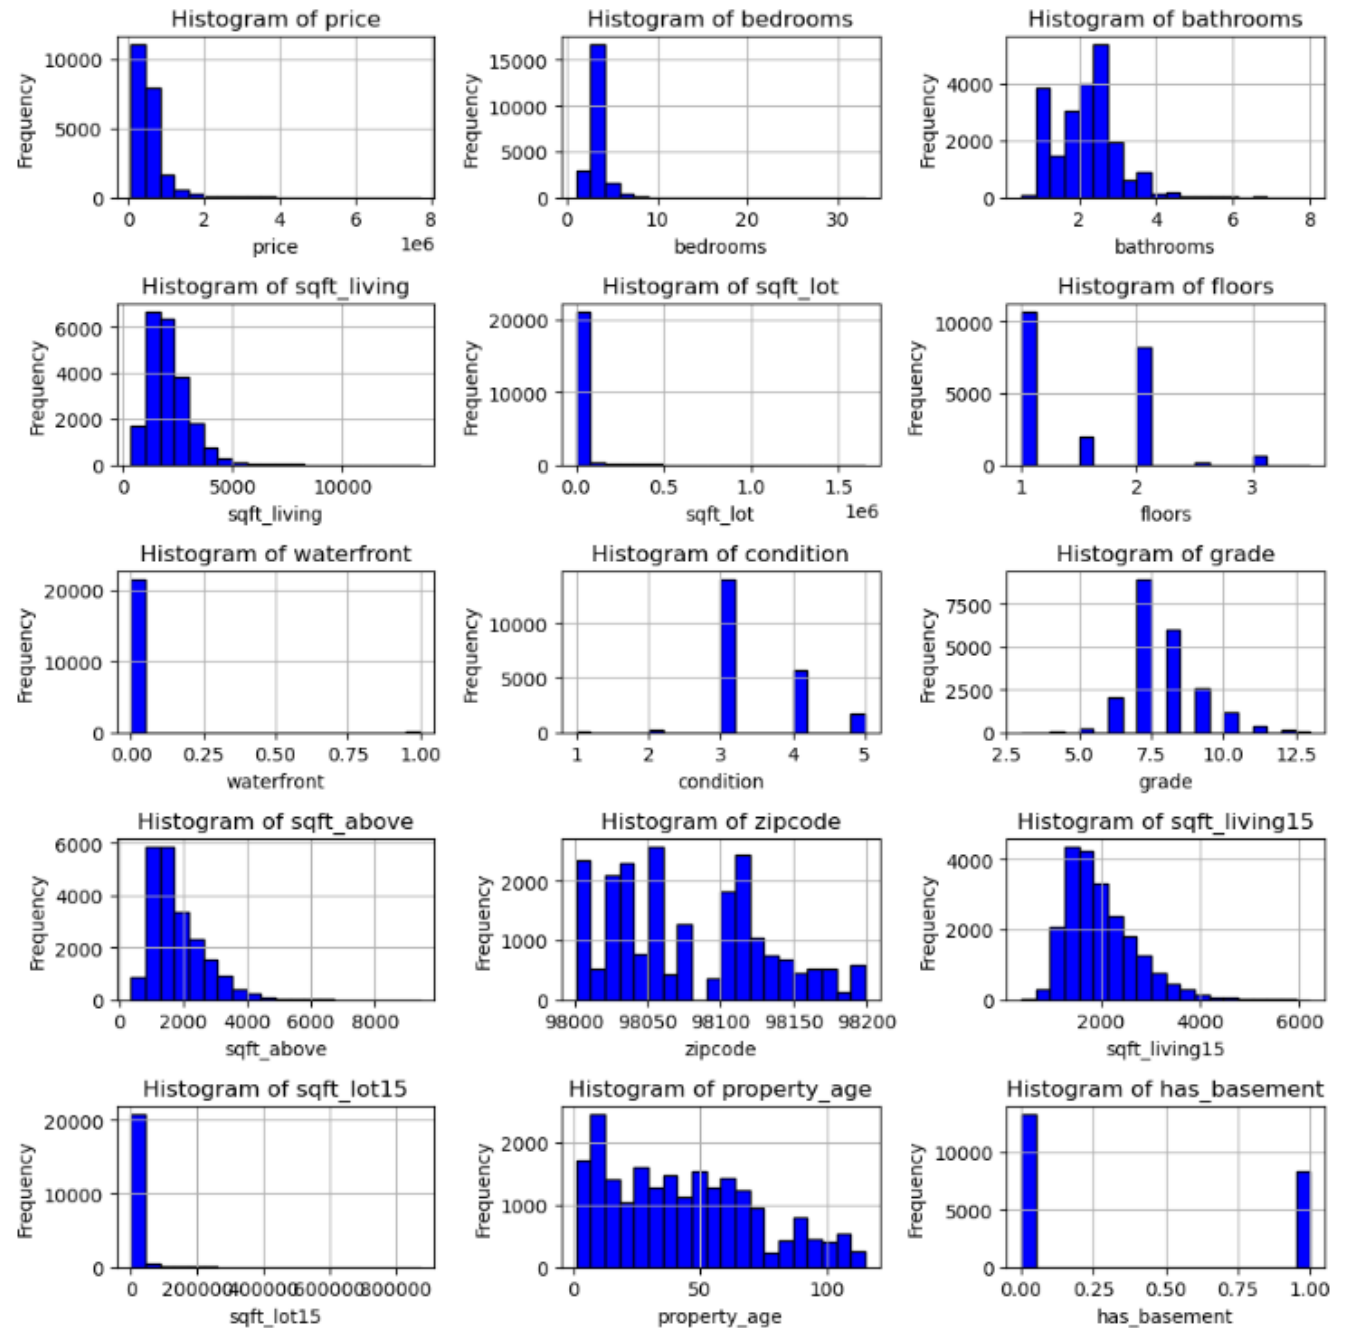 Histogram of price
Histogram of bedrooms
Histogram of bathrooms
Frequency
10000
5000
0
0 2 4 6 8
1e6
price
Frequency
15000
10000
5000
0
0 10 20 30
bedrooms
Frequency
4000
2000
0
2 4 6 8
bathrooms
Histogram of sqft_living
Histogram of sqft_lot
Histogram of floors
Frequency
6000
4000
2000
0
0 5000 10000
sqft_living
Frequency
20000
10000
0
0.0 0.5 1.0 1.5
1e6
sqft_lot
Frequency
10000
5000
0
1 2 3
floors
Histogram of waterfront
Histogram of condition
Histogram of grade
Frequency
20000
10000
0
0.00 0.25 0.50 0.75 1.00
waterfront
Frequency
10000
5000
0
1 2 3 4 5
condition
Frequency
7500
5000
2500
0
2.5 5.0 7.5 10.0 12.5
grade
Histogram of sqft_above
Histogram of zipcode
Histogram of sqft_living15
Frequency
6000
4000
2000
0
0 2000 4000 6000 8000
sqft_above
Frequency
2000
1000
0
98000 98050 98100 98150 98200
zipcode
Frequency
4000
2000
0
2000 4000 6000
sqft_living15
Histogram of sqft_lot15
Histogram of property_age
Histogram of has_basement
Frequency
20000
10000
0
0 200000 400000 600000 800000
sqft_lot15
Frequency
2000
1000
0
0 50 100
property_age
Frequency
10000
5000
0
0.00 0.25 0.50 0.75 1.00
has_basement